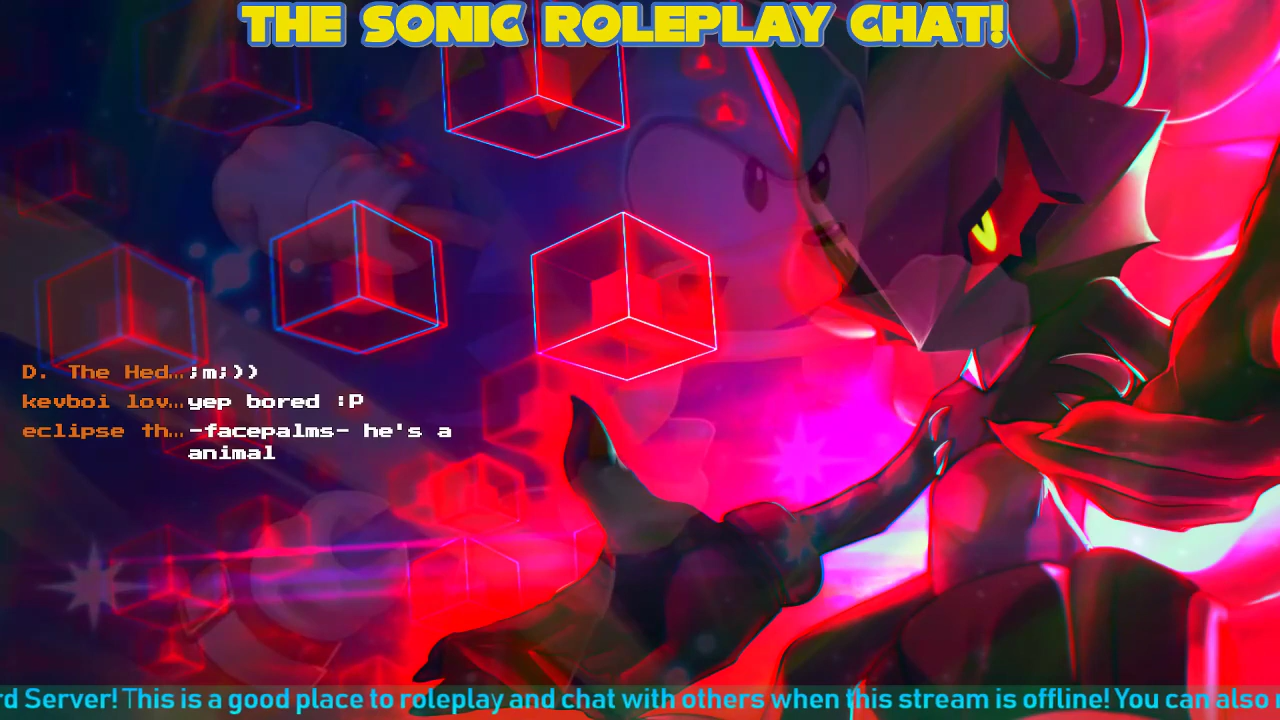 THE SONIC ROLEPLAY CHAT!
D. The Hed… ;m;))
kevboi lov… yep bored :P
eclipse th… -facepalms- he's a
animal
rd Server! This is a good place to roleplay and chat with others when this stream is offline! You can also